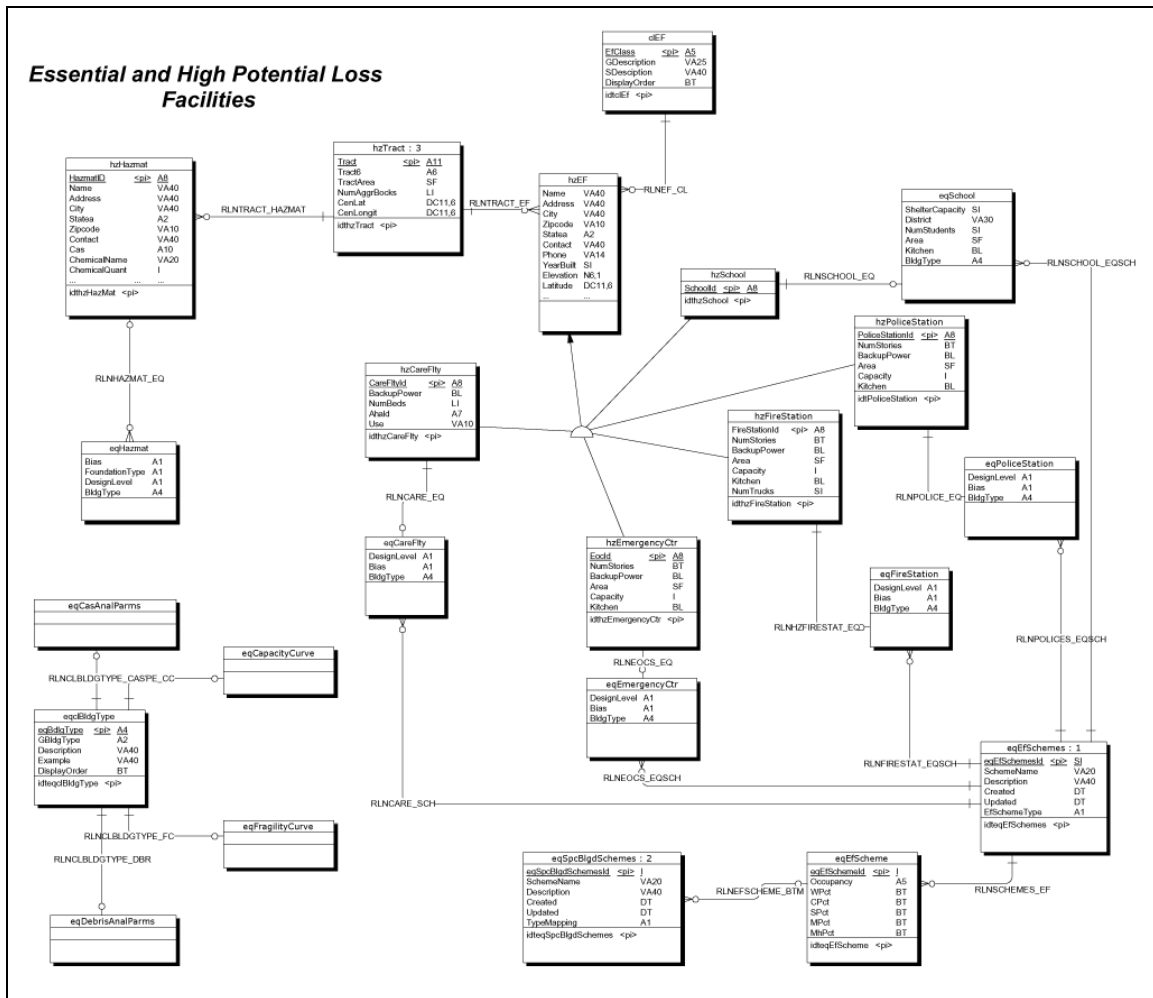 Essential and High Potential Loss
Facilities
clEF
EfClass <pi> A5
GDescription VA25
SDesciption VA40
DisplayOrder BT
idtclEf <pi>
RLNEF_CL
hzTract : 3
Tract <pi> A11
Tract6 A6
TractArea SF
NumAggrBocks LI
CenLat DC11,6
CenLongit DC11,6
idthzTract <pi>
RLNTRACT_HAZMAT
RLNTRACT_EF
hzHazmat
HazmatID <pi> A8
Name VA40
Address VA40
City VA40
Statea A2
Zipcode VA10
Contact VA40
Cas A10
ChemicalName VA20
ChemicalQuant I
... ... ...
idthzHazMat <pi>
RLNHAZMAT_EQ
eqHazmat
Bias A1
FoundationType A1
DesignLevel A1
BldgType A4
hzEF
Name VA40
Address VA40
City VA40
Zipcode VA10
Statea A2
Contact VA40
Phone VA14
YearBuilt SI
Elevation N6,1
Latitude DC11,6
... ...
eqSchool
ShelterCapacity SI
District VA30
NumStudents SI
Area SF
Kitchen BL
BldgType A4
RLNSCHOOL_EQSCH
hzSchool
SchoolId <pi> A8
idthzSchool <pi>
RLNSCHOOL_EQ
hzPoliceStation
PoliceStationId <pi> A8
NumStories BT
BackupPower BL
Area SF
Capacity I
Kitchen BL
idtPoliceStation <pi>
hzCareFlty
CareFltyId <pi> A8
BackupPower BL
NumBeds LI
AhaId A7
Use VA10
idthzCareFlty <pi>
RLNCARE_EQ
hzFireStation
FireStationId <pi> A8
NumStories BT
BackupPower BL
Area SF
Capacity I
Kitchen BL
NumTrucks SI
idthzFireStation <pi>
RLNPOLICE_EQ
eqPoliceStation
DesignLevel A1
Bias A1
BldgType A4
eqCareFlty
DesignLevel A1
Bias A1
BldgType A4
hzEmergencyCtr
EocId <pi> A8
NumStories BT
BackupPower BL
Area SF
Capacity I
Kitchen BL
idthzEmergencyCtr <pi>
RLNEOCS_EQ
eqFireStation
DesignLevel A1
Bias A1
BldgType A4
RLNHZFIRESTAT_EQ
RLNPOLICES_EQSCH
eqEmergencyCtr
DesignLevel A1
Bias A1
BldgType A4
RLNEOCS_EQSCH
RLNFIRESTAT_EQSCH
RLNCARE_SCH
eqCasAnalParms
eqCapacityCurve
RLNCLBLDGTYPE_CASPE_CC
eqclBldgType
eqBdlgType <pi> A4
GBldgType A2
Description VA40
Example VA40
DisplayOrder BT
idteqclBldgType <pi>
RLNCLBLDGTYPE_FC
eqFragilityCurve
RLNCLBLDGTYPE_DBR
eqDebrisAnalParms
eqEfSchemes : 1
eqEfSchemesId <pi> SI
SchemeName VA20
Description VA40
Created DT
Updated DT
EfSchemeType A1
idteqEfSchemes <pi>
RLNSCHEMES_EF
eqSpcBlgdSchemes : 2
eqSpcBlgdSchemesId <pi> I
SchemeName VA20
Description VA40
Created DT
Updated DT
TypeMapping A1
idteqSpcBlgdSchemes <pi>
RLNEFSCHEME_BTM
eqEfScheme
eqEfSchemeId <pi> I
Occupancy A5
WPct BT
CPct BT
SPct BT
MPct BT
MhPct BT
idteqEfScheme <pi>